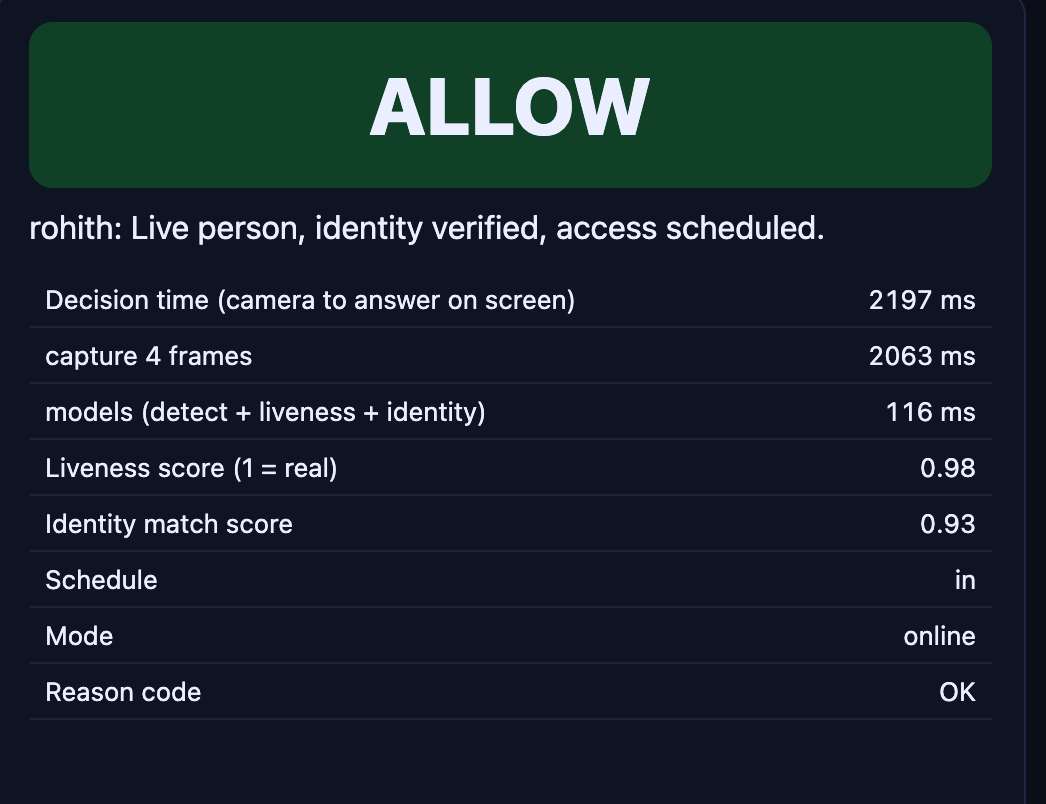 ALLOW
rohith: Live person, identity verified, access scheduled.
Decision time (camera to answer on screen) 2197 ms
capture 4 frames 2063 ms
models (detect + liveness + identity) 116 ms
Liveness score (1 = real) 0.98
Identity match score 0.93
Schedule in
Mode online
Reason code OK